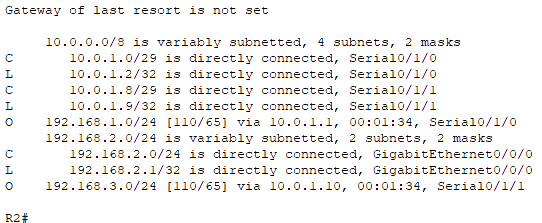 Gateway of last resort is not set

     10.0.0.0/8 is variably subnetted, 4 subnets, 2 masks
C       10.0.1.0/29 is directly connected, Serial0/1/0
L       10.0.1.2/32 is directly connected, Serial0/1/0
C       10.0.1.8/29 is directly connected, Serial0/1/1
L       10.0.1.9/32 is directly connected, Serial0/1/1
O    192.168.1.0/24 [110/65] via 10.0.1.1, 00:01:34, Serial0/1/0
     192.168.2.0/24 is variably subnetted, 2 subnets, 2 masks
C       192.168.2.0/24 is directly connected, GigabitEthernet0/0/0
L       192.168.2.1/32 is directly connected, GigabitEthernet0/0/0
O    192.168.3.0/24 [110/65] via 10.0.1.10, 00:01:34, Serial0/1/1

R2#